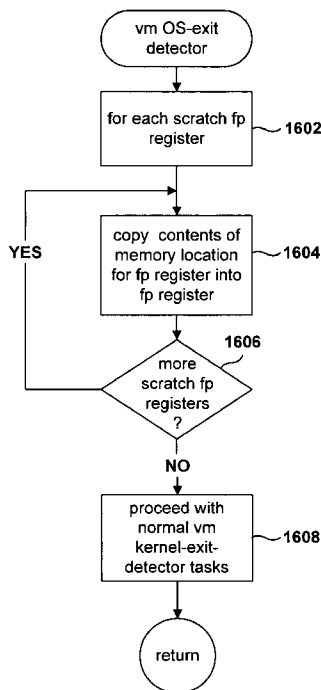 vm OS-exit
detector
for each scratch fp
register
1602
YES
copy contents of
memory location
for fp register into
fp register
1604
1606
more
scratch fp
registers
?
NO
proceed with
normal vm
kernel-exit-
detector tasks
1608
return